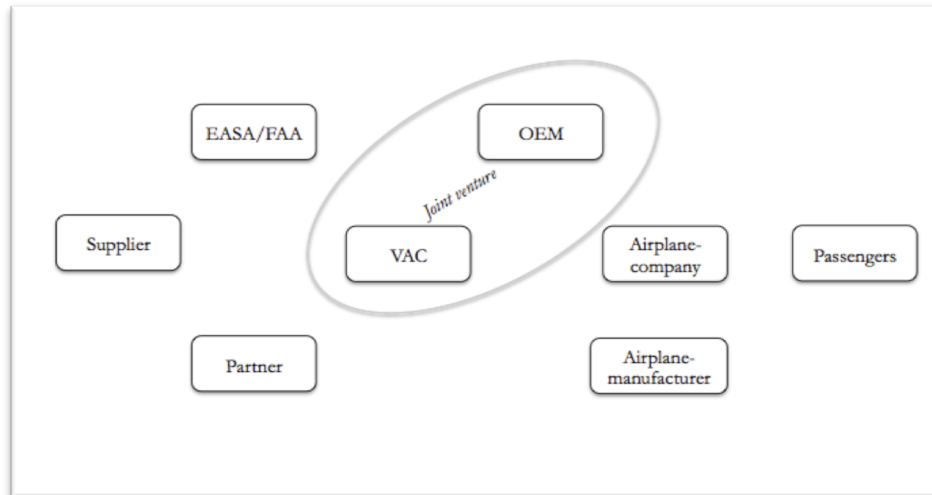 EASA/FAA
OEM
Joint venture
Supplier
VAC
Airplane-
company
Passengers
Partner
Airplane-
manufacturer